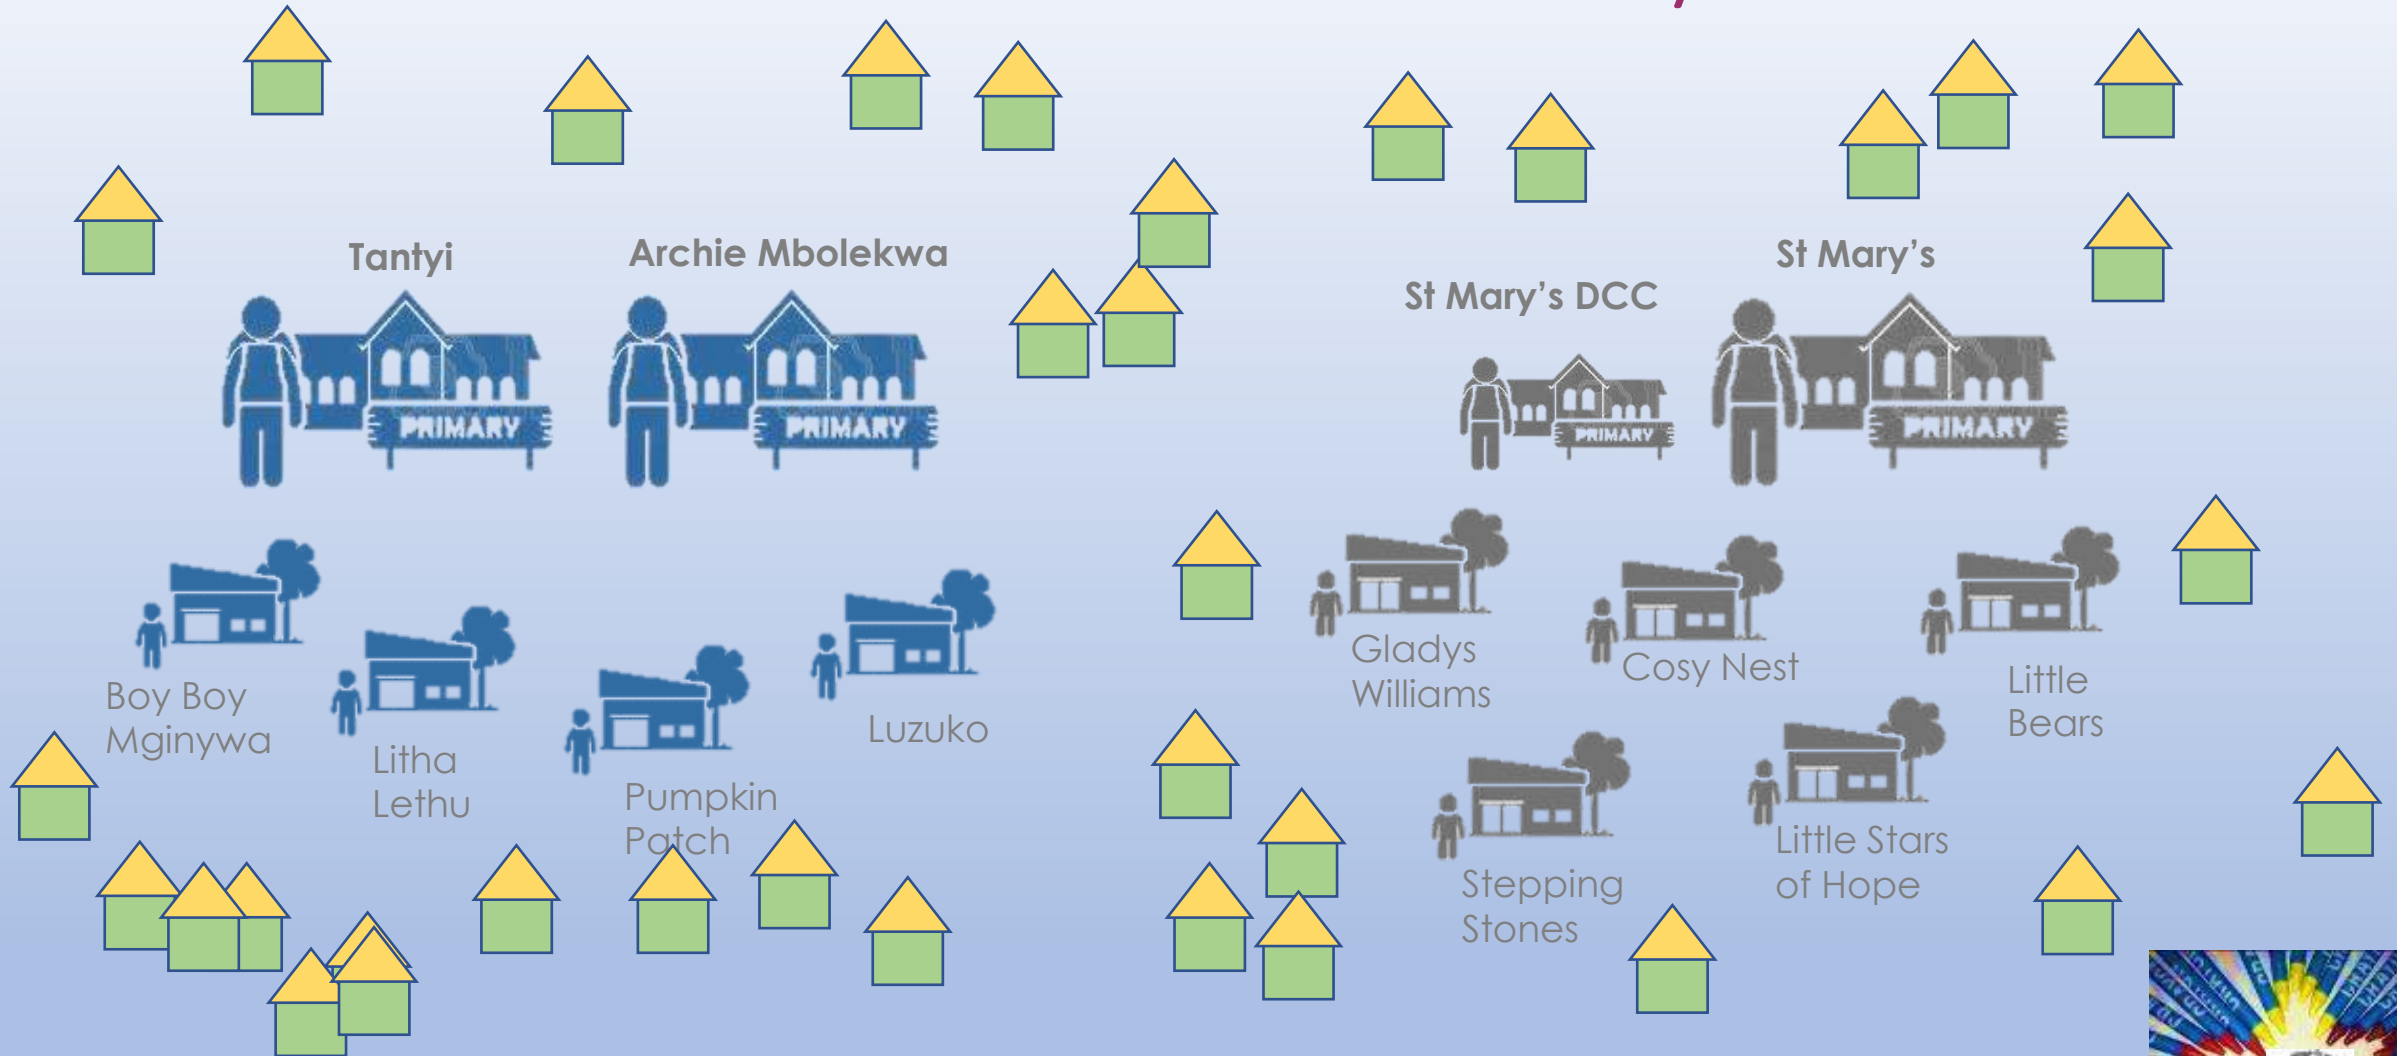 Tantyi
Archie Mbolekwa
St Mary's
St Mary's DCC
PRIMARY
PRIMARY
PRIMARY
PRIMARY
Boy Boy
Mginywa
Litha
Lethu
Pumpkin
Patch
Luzuko
Gladys
Williams
Cosy Nest
Little
Bears
Stepping
Stones
Little Stars
of Hope